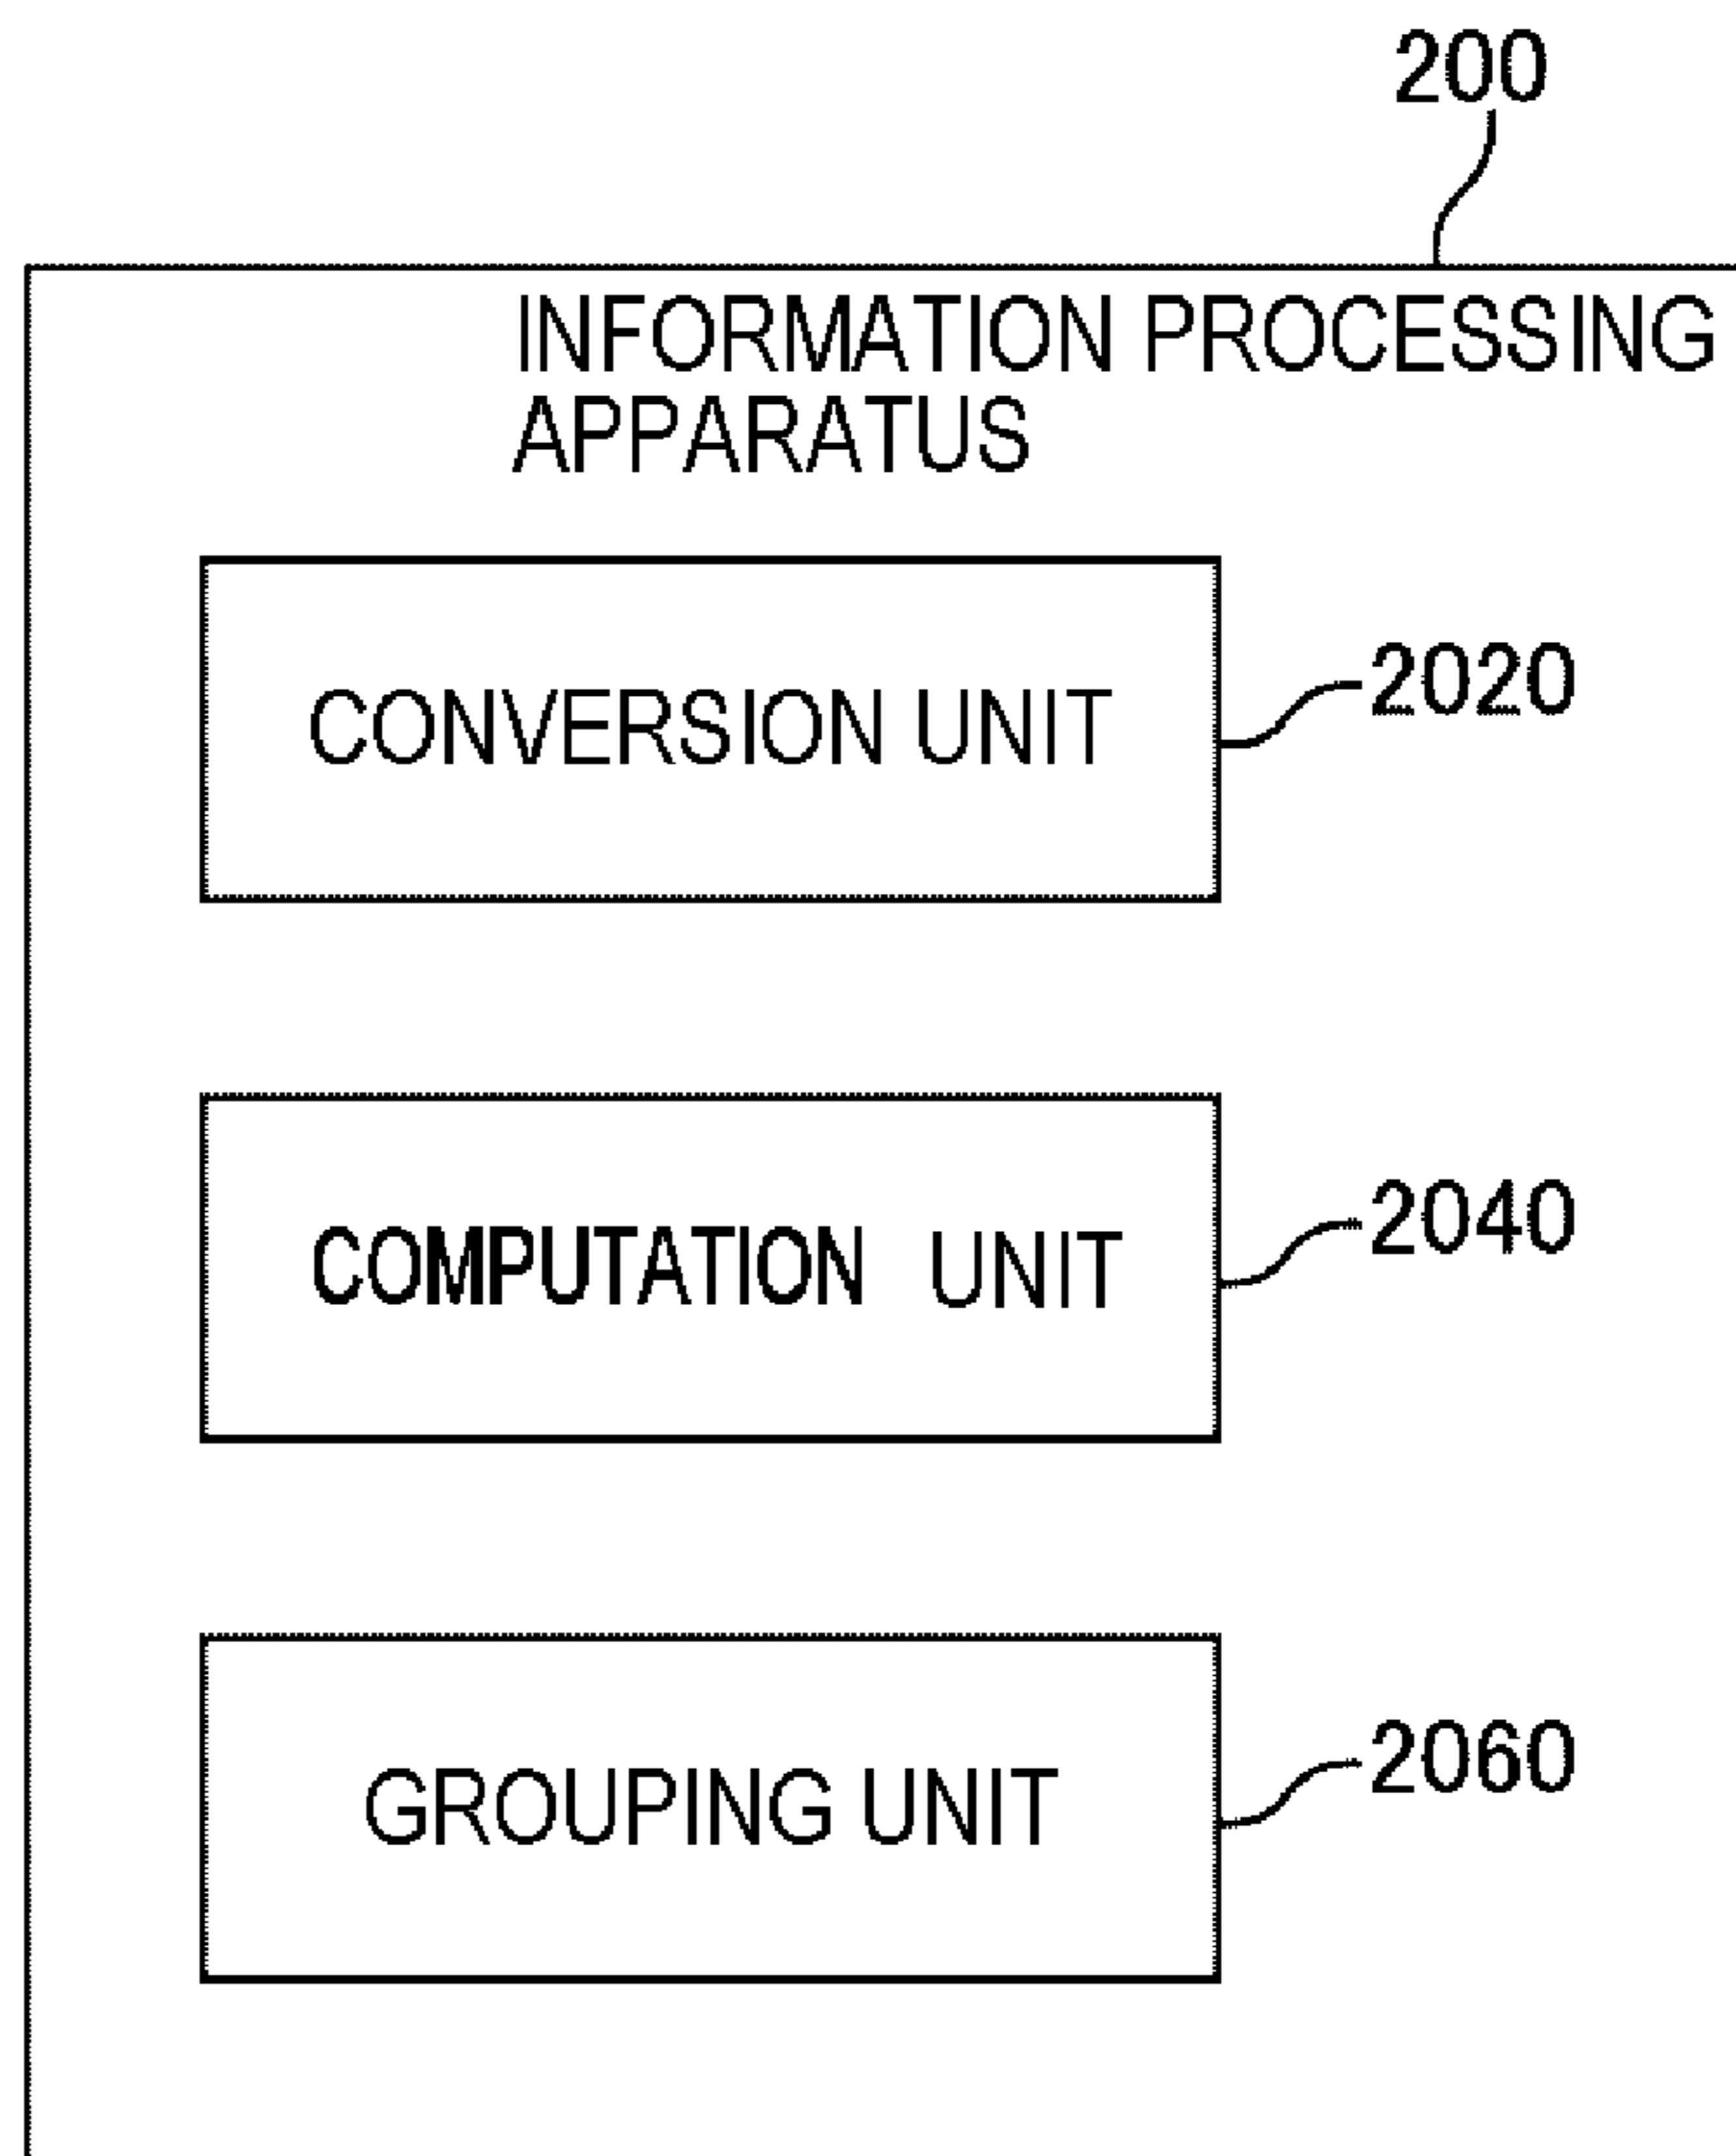 200
INFORMATION PROCESSING
APPARATUS
CONVERSION UNIT
2020
COMPUTATION UNIT
2040
GROUPING UNIT
2060